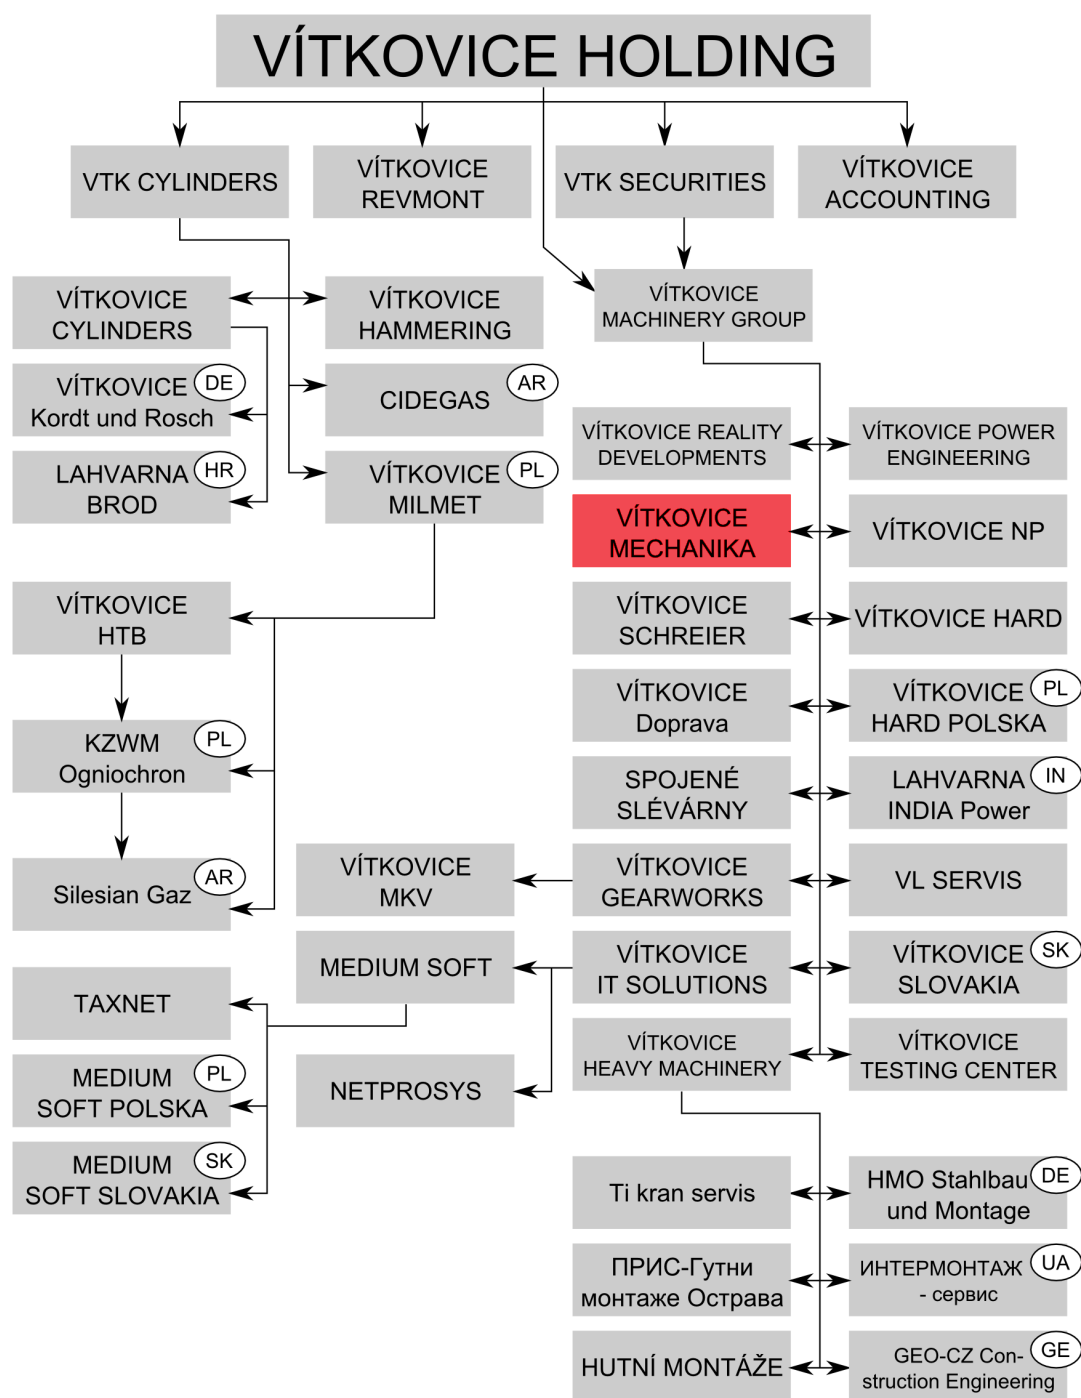 VÍTKOVICE HOLDING
VTK CYLINDERS
VÍTKOVICE
REVMONT
VTK SECURITIES
VÍTKOVICE
ACCOUNTING
VÍTKOVICE
CYLINDERS
VÍTKOVICE
HAMMERING
VÍTKOVICE
MACHINERY GROUP
VÍTKOVICE
Kordt und Rosch
DE
CIDEGAS
AR
LAHVARNA
BROD
HR
VÍTKOVICE
MILMET
PL
VÍTKOVICE REALITY
DEVELOPMENTS
VÍTKOVICE POWER
ENGINEERING
VÍTKOVICE
MECHANIKA
VÍTKOVICE NP
VÍTKOVICE
HTB
VÍTKOVICE
SCHREIER
VÍTKOVICE HARD
KZWM
Ogniochron
PL
VÍTKOVICE
Doprava
VÍTKOVICE
HARD POLSKA
PL
SPOJENÉ
SLÉVÁRNY
LAHVARNA
INDIA Power
IN
Silesian Gaz
AR
VÍTKOVICE
MKV
VÍTKOVICE
GEARWORKS
VL SERVIS
TAXNET
MEDIUM SOFT
VÍTKOVICE
IT SOLUTIONS
VÍTKOVICE
SLOVAKIA
SK
MEDIUM
SOFT POLSKA
PL
NETPROSYS
VÍTKOVICE
HEAVY MACHINERY
VÍTKOVICE
TESTING CENTER
MEDIUM
SOFT SLOVAKIA
SK
Ti kran servis
HMO Stahlbau
und Montage
DE
ПРИС-Гутни
монтаже Острава
ИНТЕРМОНТАЖ
- сервис
UA
HUTNÍ MONTÁŽE
GEO-CZ Con-
struction Engineering
GE